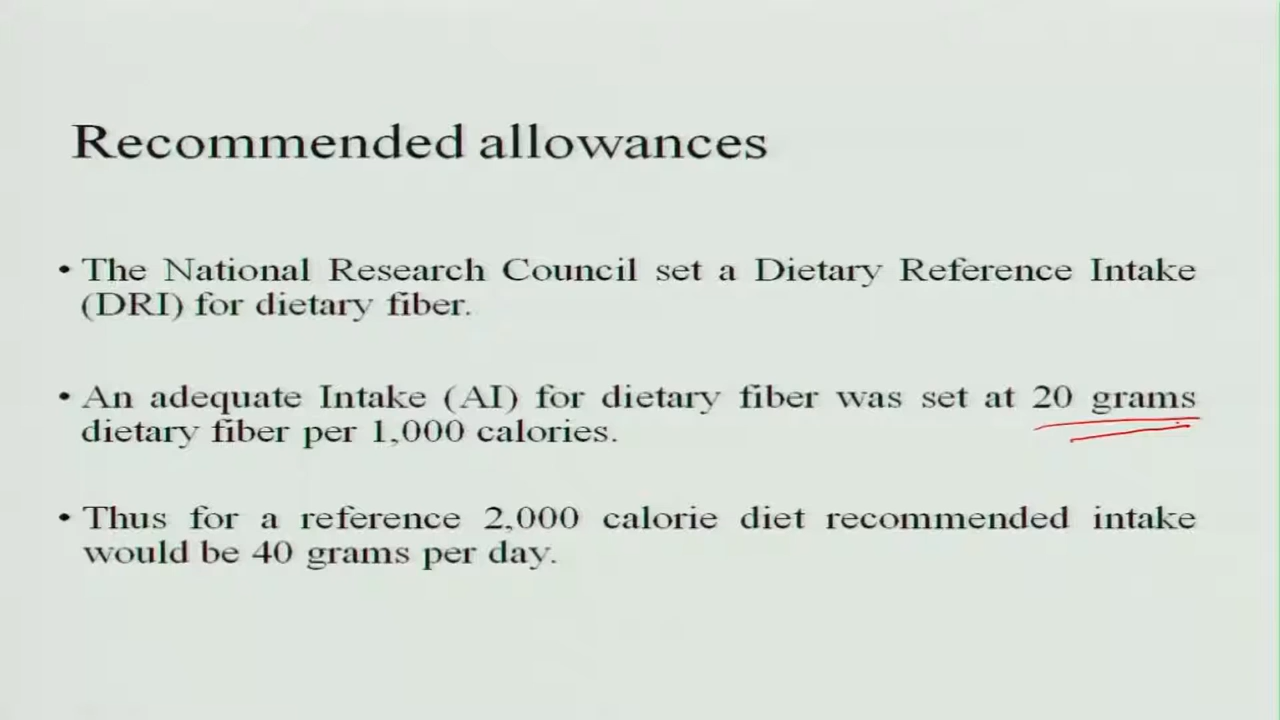 Recommended allowances
• The National Research Council set a Dietary Reference Intake
(DRI) for dietary fiber.
• An adequate Intake (AI) for dietary fiber was set at 20 grams
dietary fiber per 1,000 calories.
• Thus for a reference 2,000 calorie diet recommended intake
would be 40 grams per day.